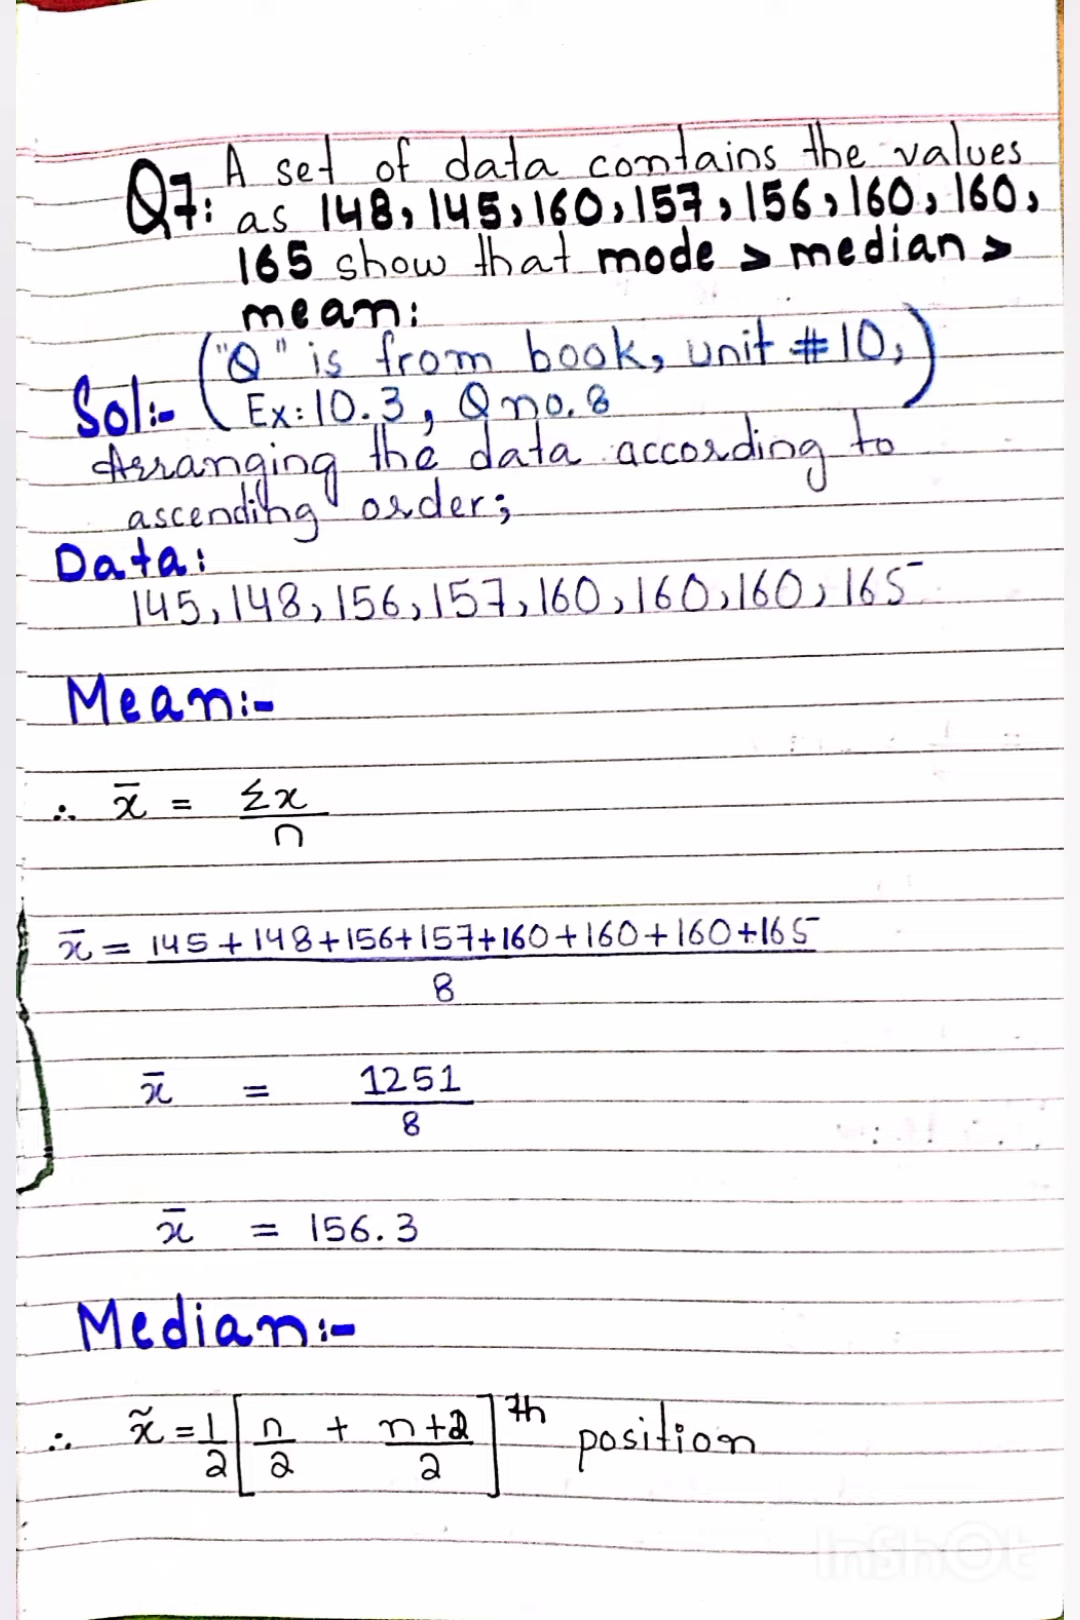 Q7: A set of data contains the values
as 148, 145, 160, 157, 156, 160, 160,
165 show that mode > median >
mean:
("Q" is from book, unit #10,
Sol:- Ex: 10.3, Q no. 8)
Arranging the data according to
ascending order;
Data:
145, 148, 156, 157, 160, 160, 160, 165
Mean:-
∴ x̄ = Σx
n
x̄ = 145 + 148 + 156 + 157 + 160 + 160 + 160 + 165
8
x̄ = 1251
8
x̄ = 156.3
Median:-
∴ x̃ = 1/2 [n/2 + n+2/2]th position
InShOt